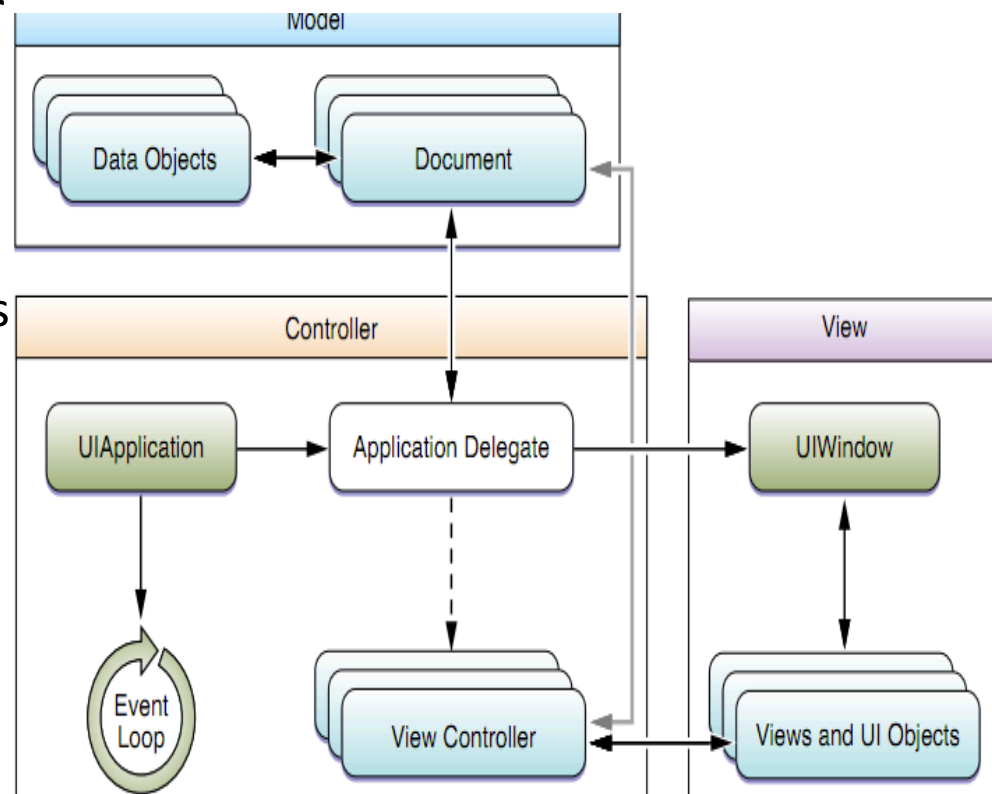 Model
Data Objects
Document
s
Controller
View
UIApplication
Application Delegate
UIWindow
Event
Loop
View Controller
Views and UI Objects